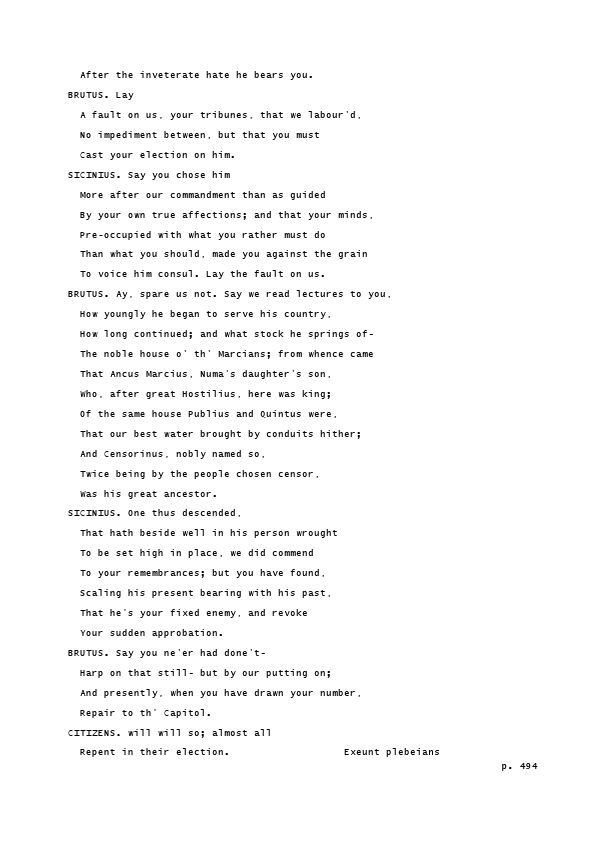 After the inveterate hate he bears you.
BRUTUS. Lay
A fault on us, your tribunes, that we labour'd,
No impediment between, but that you must
Cast your election on him.
SICINIUS. Say you chose him
More after our commandment than as guided
By your own true affections; and that your minds,
Pre-occupied with what you rather must do
Than what you should, made you against the grain
To voice him consul. Lay the fault on us.
BRUTUS. Ay, spare us not. Say we read lectures to you,
How youngly he began to serve his country,
How long continued; and what stock he springs of-
The noble house o' th' Marcians; from whence came
That Ancus Marcius, Numa's daughter's son,
Who, after great Hostilius, here was king;
Of the same house Publius and Quintus were,
That our best water brought by conduits hither;
And Censorinus, nobly named so,
Twice being by the people chosen censor,
Was his great ancestor.
SICINIUS. One thus descended,
That hath beside well in his person wrought
To be set high in place, we did commend
To your remembrances; but you have found,
Scaling his present bearing with his past,
That he's your fixed enemy, and revoke
Your sudden approbation.
BRUTUS. Say you ne'er had done't-
Harp on that still- but by our putting on;
And presently, when you have drawn your number,
Repair to th' Capitol.
CITIZENS. will will so; almost all
Repent in their election. Exeunt plebeians
p. 494